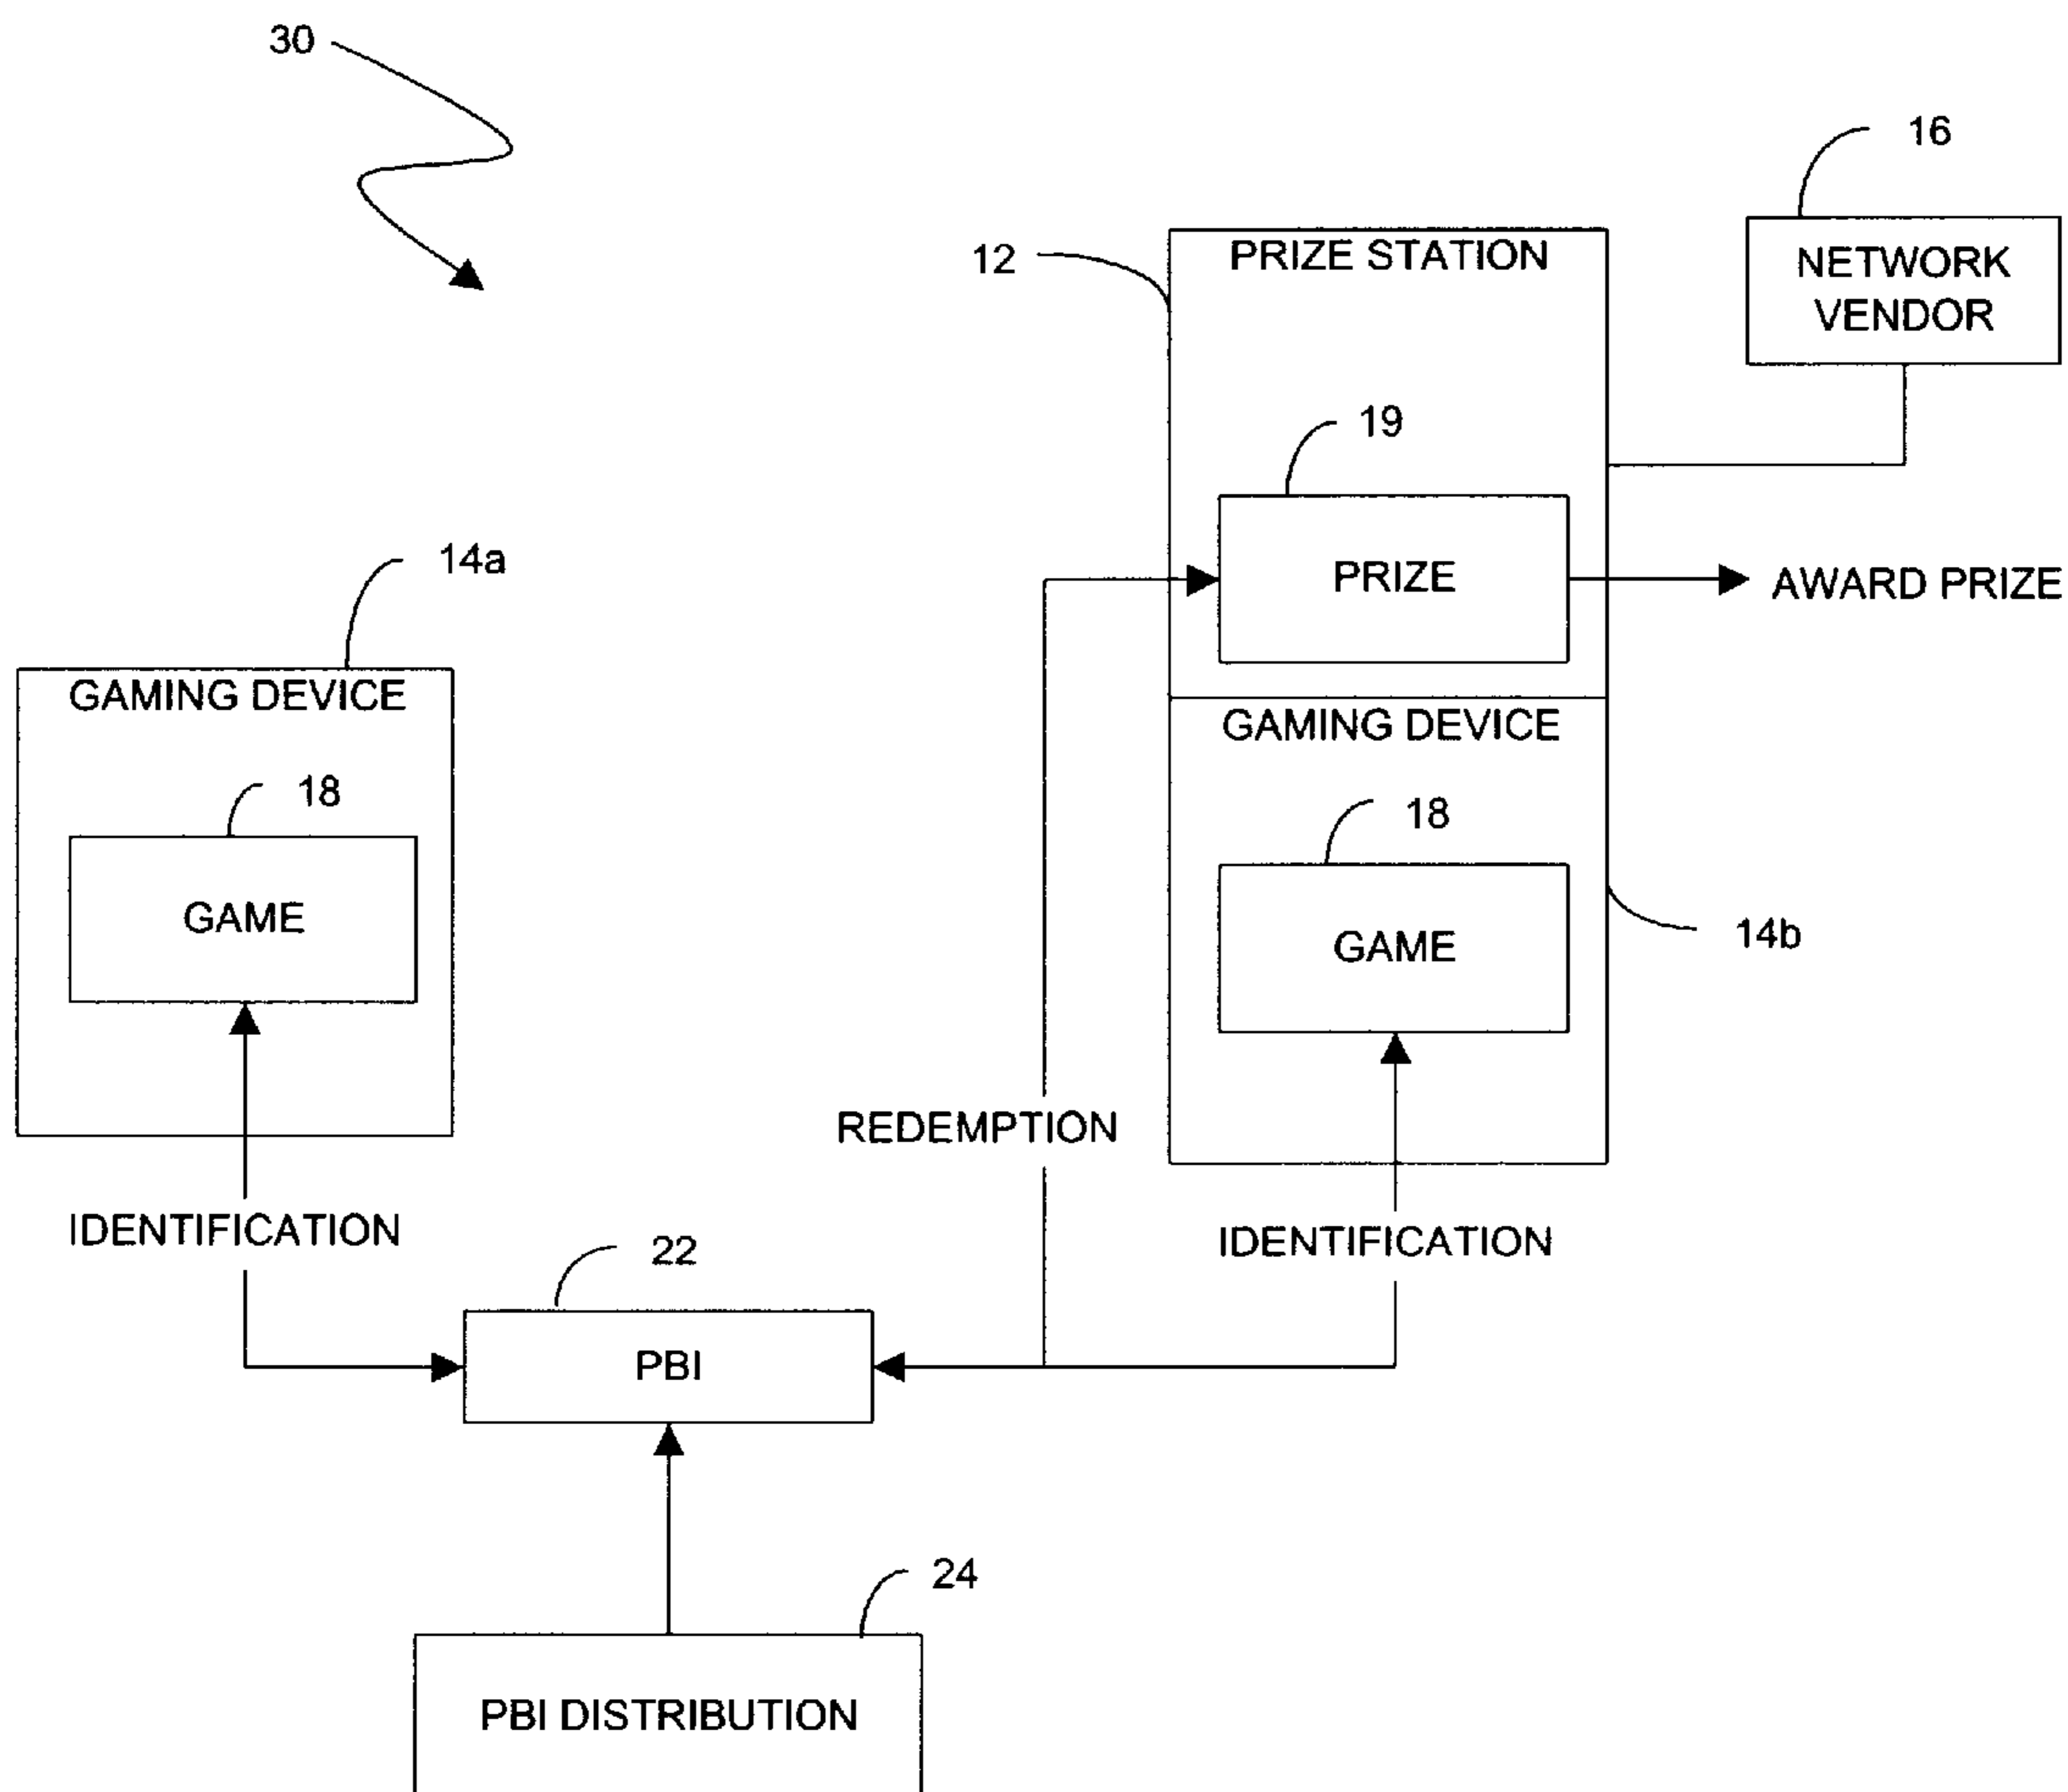 30
16
NETWORK
VENDOR
12
PRIZE STATION
19
PRIZE
AWARD PRIZE
14a
GAMING DEVICE
18
GAME
GAMING DEVICE
18
GAME
14b
REDEMPTION
IDENTIFICATION
IDENTIFICATION
22
PBI
24
PBI DISTRIBUTION